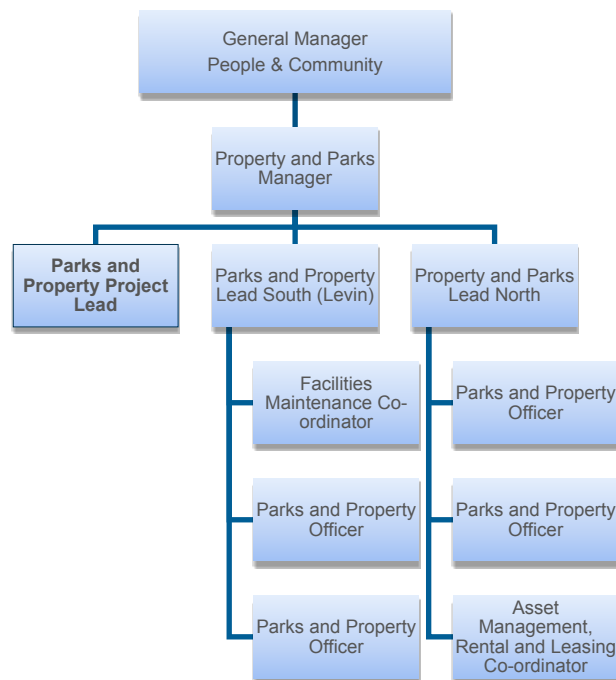 General Manager
People & Community
Property and Parks
Manager
Parks and
Property Project
Lead
Parks and Property
Lead South (Levin)
Property and Parks
Lead North
Facilities
Maintenance Co-
ordinator
Parks and Property
Officer
Parks and Property
Officer
Parks and Property
Officer
Parks and Property
Officer
Asset
Management,
Rental and Leasing
Co-ordinator